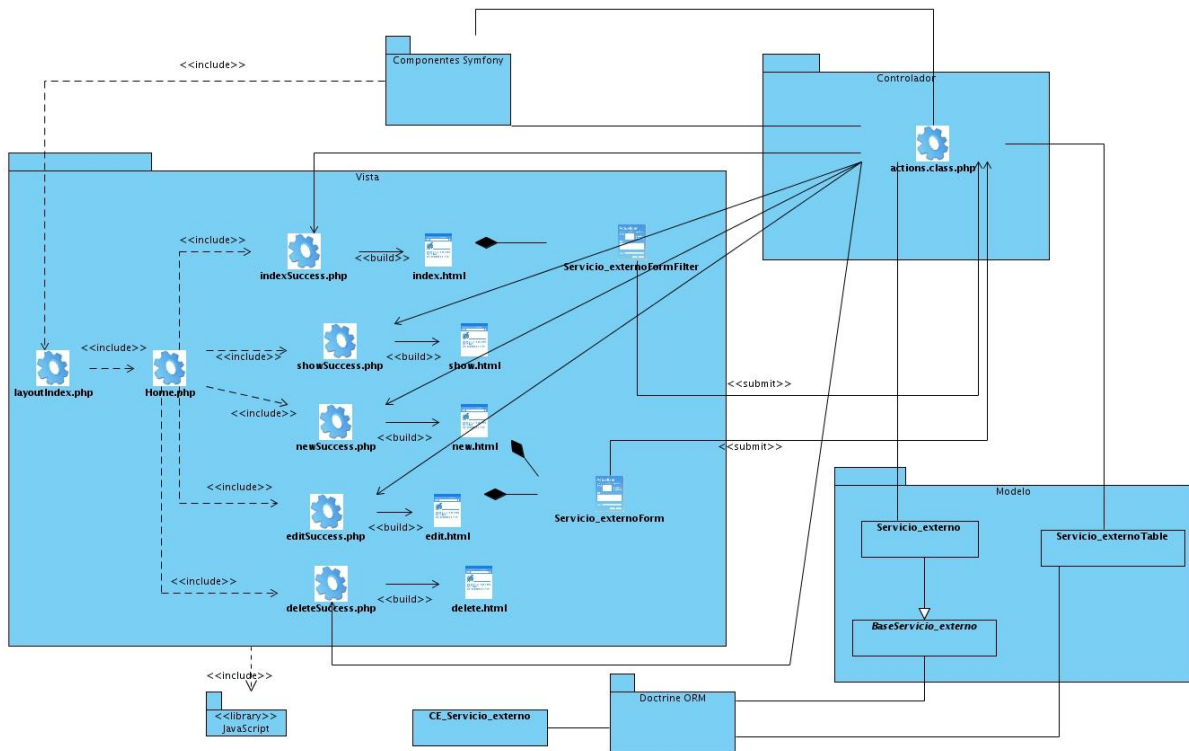 <<include>>
Componentes Symfony
Controlador
actions.class.php
Vista
<<include>>
indexSuccess.php
<<build>>
index.html
Servicio_externoFormFilter
<<include>>
layoutIndex.php
Home.php
<<include>>
showSuccess.php
<<build>>
show.html
<<submit>>
<<include>>
newSuccess.php
<<build>>
new.html
<<submit>>
<<include>>
editSuccess.php
<<build>>
edit.html
Servicio_externoForm
<<include>>
deleteSuccess.php
<<build>>
delete.html
Modelo
Servicio_externo
Servicio_externoTable
BaseServicio_externo
<<include>>
<<library>>
JavaScript
CE_Servicio_externo
Doctrine ORM